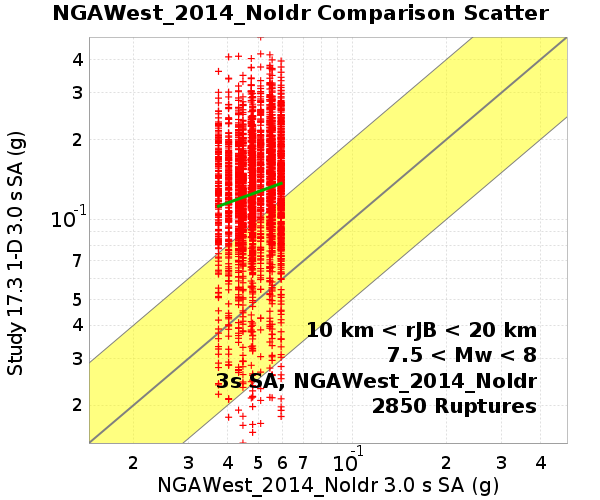 NGAWest_2014_NoIdr Comparison Scatter
Study 17.3 1-D 3.0 s SA (g)
4
3
2
10-1
7
5
4
3
2
10 km < rJB < 20 km
7.5 < Mw < 8
3s SA, NGAWest_2014_NoIdr
2850 Ruptures
2 3 4 5 6 7 10-1 2 3 4
NGAWest_2014_NoIdr 3.0 s SA (g)